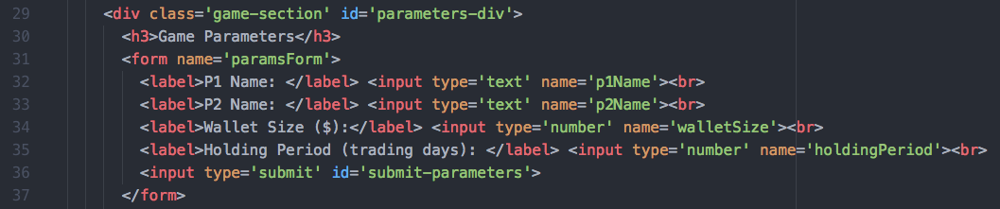 29 <div class='game-section' id='parameters-div'>
30 <h3>Game Parameters</h3>
31 <form name='paramsForm'>
32 <label>P1 Name: </label> <input type='text' name='p1Name'><br>
33 <label>P2 Name: </label> <input type='text' name='p2Name'><br>
34 <label>Wallet Size ($):</label> <input type='number' name='walletSize'><br>
35 <label>Holding Period (trading days): </label> <input type='number' name='holdingPeriod'><br>
36 <input type='submit' id='submit-parameters'>
37 </form>